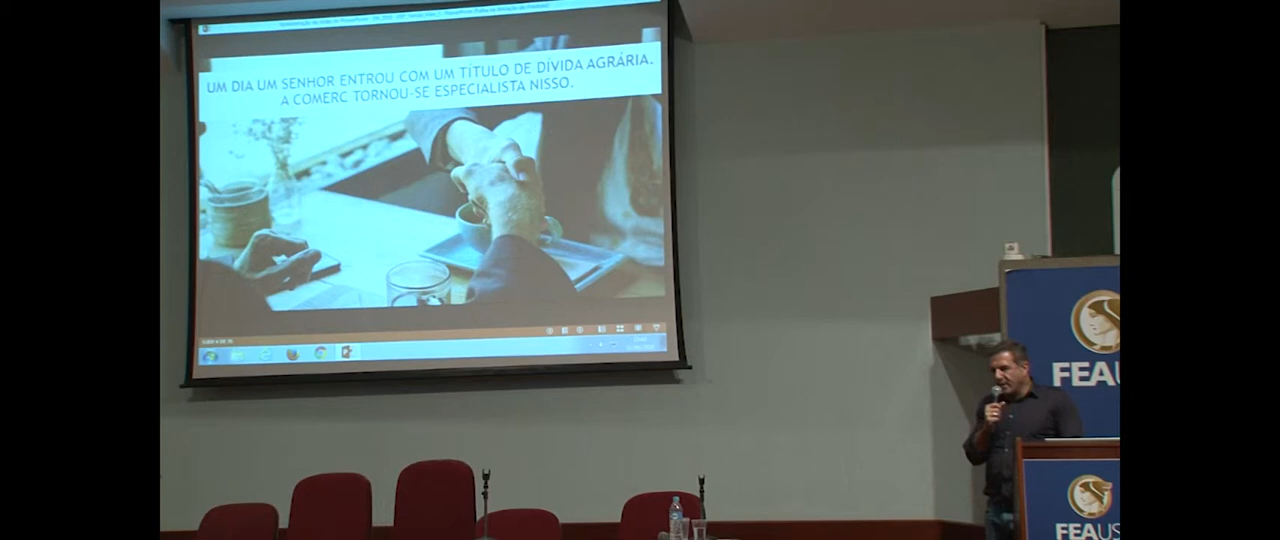 UM DIA UM SENHOR ENTROU COM UM TÍTULO DE DÍVIDA AGRÁRIA.
A COMERC TORNOU-SE ESPECIALISTA NISSO.
FEAU
FEAUS